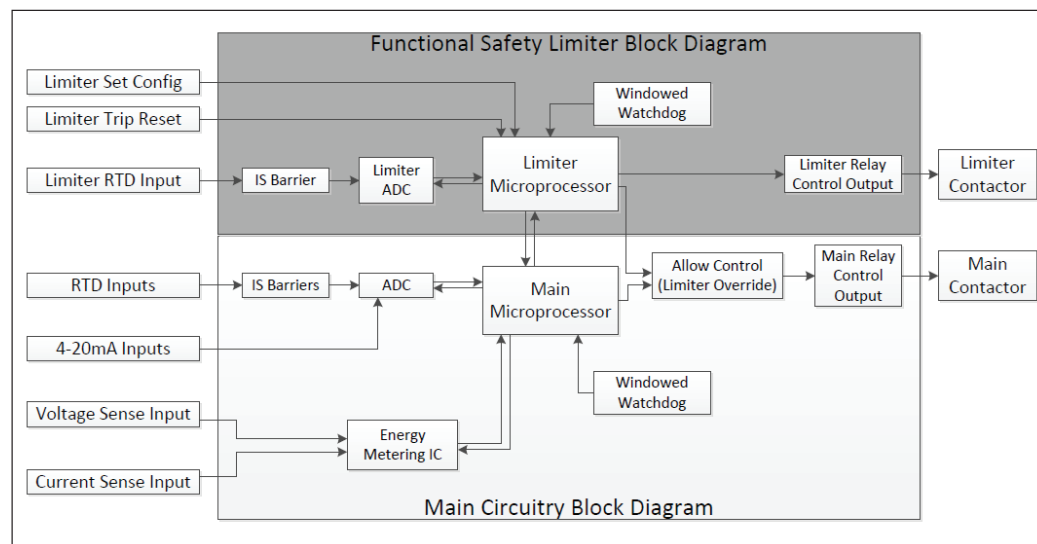 Functional Safety Limiter Block Diagram
Limiter Set Config
Limiter Trip Reset
Windowed
Watchdog
Limiter RTD Input
IS Barrier
Limiter
ADC
Limiter
Microprocessor
Limiter Relay
Control Output
Limiter
Contactor
RTD Inputs
IS Barriers
ADC
Main
Microprocessor
Allow Control
(Limiter Override)
Main Relay
Control
Output
Main
Contactor
4-20mA Inputs
Windowed
Watchdog
Voltage Sense Input
Energy
Metering IC
Current Sense Input
Main Circuitry Block Diagram